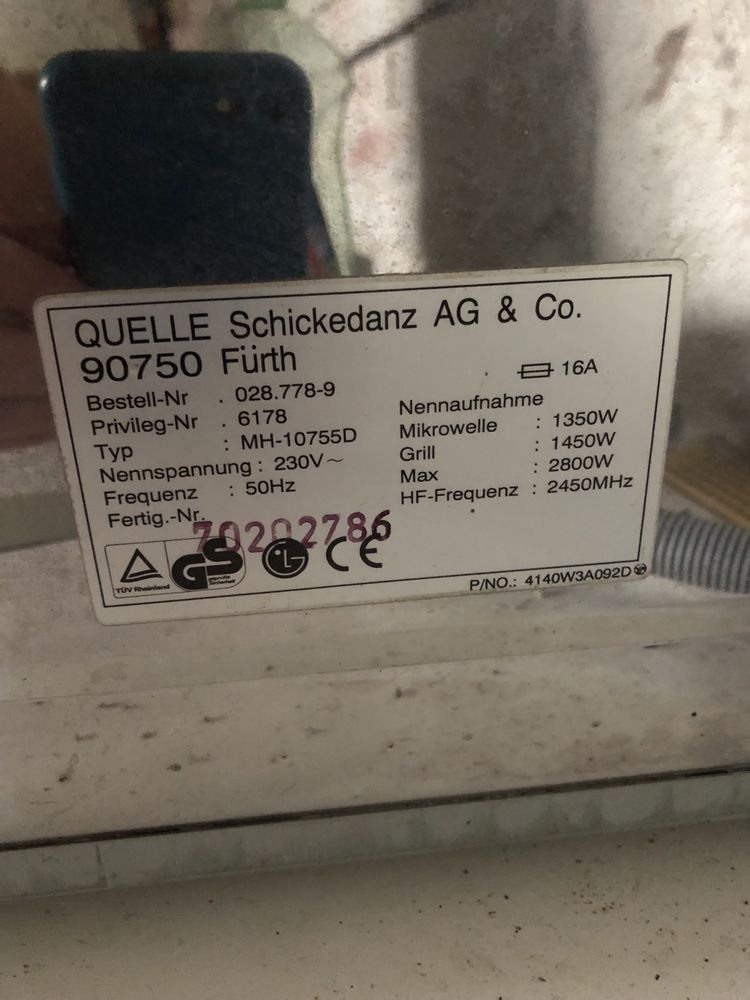 QUELLE Schickedanz AG & Co.
90750 Fürth
16A
Bestell-Nr . 028.778-9
Privileg-Nr . 6178
Typ : MH-10755D
Nennspannung : 230V~
Frequenz : 50Hz
Fertig.-Nr.
70202786
Nennaufnahme
Mikrowelle : 1350W
Grill : 1450W
Max : 2800W
HF-Frequenz : 2450MHz
TÜV Rheinland
GS geprüfte Sicherheit
LG
CE
P/NO.: 4140W3A092D